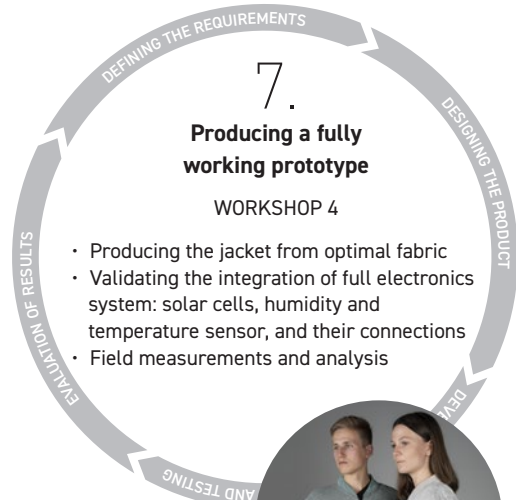 DEFINING THE REQUIREMENTS
DESIGNING THE PRODUCT
AND TESTING
EVALUATION OF RESULTS
7.
Producing a fully
working prototype
WORKSHOP 4
· Producing the jacket from optimal fabric
· Validating the integration of full electronics
system: solar cells, humidity and
temperature sensor, and their connections
· Field measurements and analysis